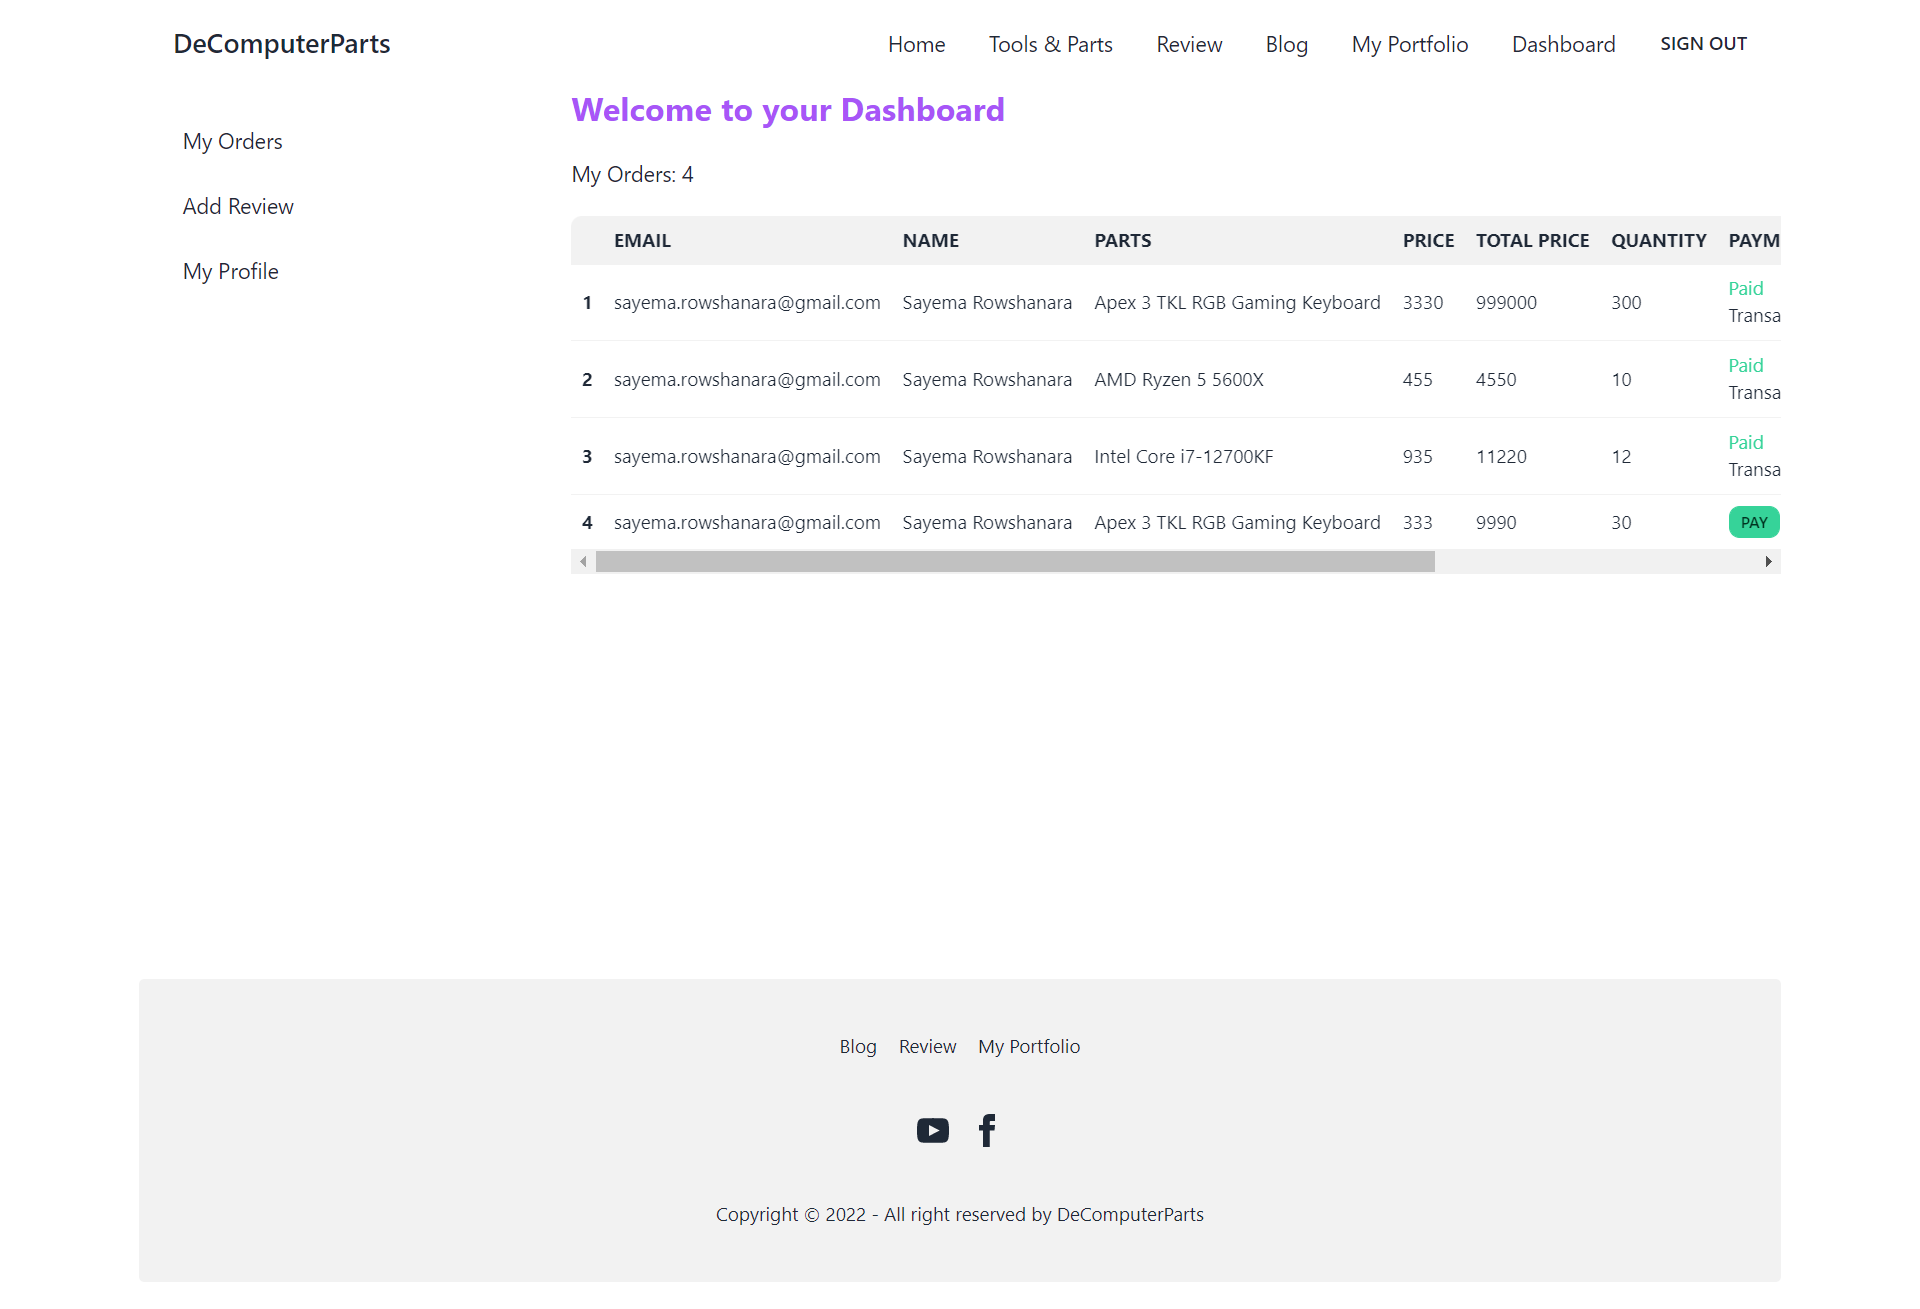 DeComputerParts
Home Tools & Parts Review Blog My Portfolio Dashboard SIGN OUT
My Orders
Add Review
My Profile
Welcome to your Dashboard
My Orders: 4
EMAIL NAME PARTS PRICE TOTAL PRICE QUANTITY PAYM
1 sayema.rowshanara@gmail.com Sayema Rowshanara Apex 3 TKL RGB Gaming Keyboard 3330 999000 300 Paid
Transa
2 sayema.rowshanara@gmail.com Sayema Rowshanara AMD Ryzen 5 5600X 455 4550 10 Paid
Transa
3 sayema.rowshanara@gmail.com Sayema Rowshanara Intel Core i7-12700KF 935 11220 12 Paid
Transa
4 sayema.rowshanara@gmail.com Sayema Rowshanara Apex 3 TKL RGB Gaming Keyboard 333 9990 30 PAY
Blog Review My Portfolio
Copyright © 2022 - All right reserved by DeComputerParts